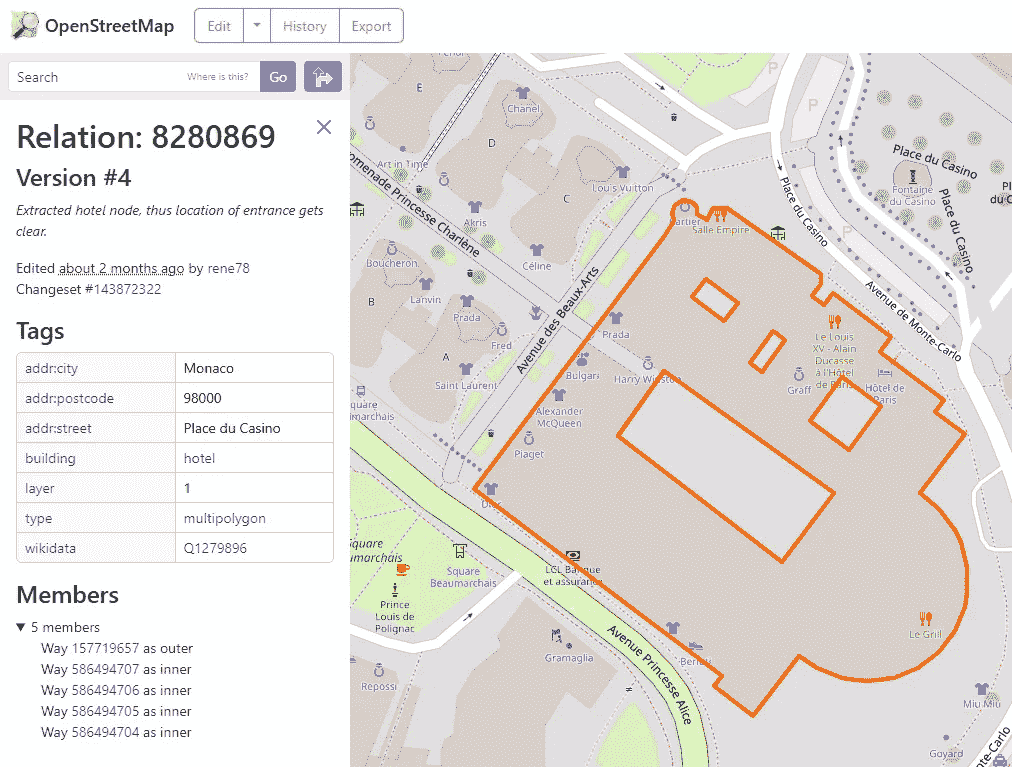 OpenStreetMap
Edit
History
Export
Search
Where is this?
Go
Relation: 8280869
Version #4
Extracted hotel node, thus location of entrance gets
clear.
Edited about 2 months ago by rene78
Changeset #143872322
Tags
addr:city Monaco
addr:postcode 98000
addr:street Place du Casino
building hotel
layer 1
type multipolygon
wikidata Q1279896
Members
5 members
Way 157719657 as outer
Way 586494707 as inner
Way 586494706 as inner
Way 586494705 as inner
Way 586494704 as inner
E
Chanel
P
P
D
Art in Time
omenade Princesse Charlène
Louis Vuitton
C
Akris
Place du Casino
Fontaine
du Casino
Pl
du C
Place du Casino
Place du Casino
artier
Salle Empire
P
Boucheron
Céline
Lanvin
B
Prada
Fred
Avenue des Beaux-Arts
Avenue de Monte-Carlo
Prada
Le Louis
XV - Alain
Ducasse
à l'Hôtel
de Paris
A
Saint Laurent
Bulgari
Harry Winston
Graff
Hôtel de
Paris
quare
marchais
Alexander
McQueen
Piaget
Dior
quare
umarchais
Square
Beaumarchais
LCL Banque
et assurance
Prince
Louis de
Polignac
Avenue Princesse Alice
Le Grill
Gramaglia
Berluti
Repossi
Miu Miu
Goyard
nte-Carlo